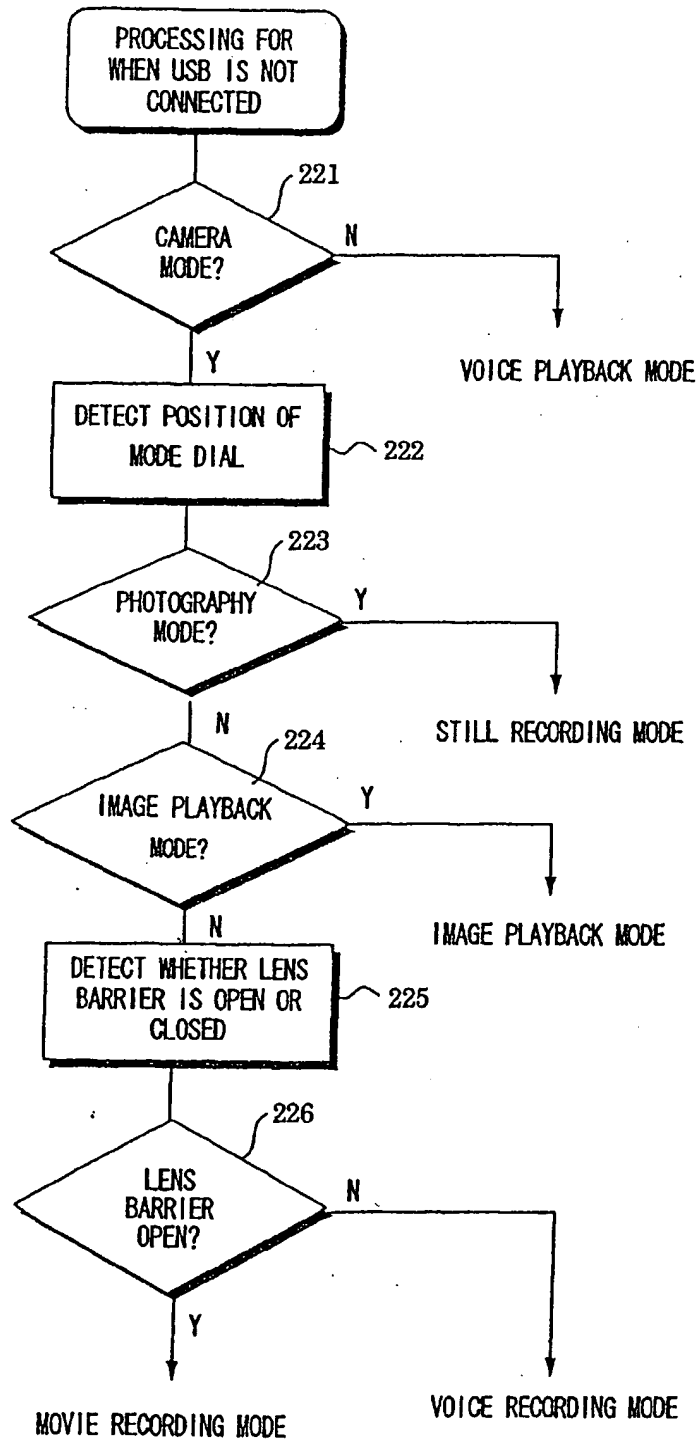 PROCESSING FOR
WHEN USB IS NOT
CONNECTED
221
CAMERA
MODE?
N
Y
VOICE PLAYBACK MODE
DETECT POSITION OF
MODE DIAL
222
223
PHOTOGRAPHY
MODE?
Y
N
STILL RECORDING MODE
224
IMAGE PLAYBACK
MODE?
Y
N
IMAGE PLAYBACK MODE
DETECT WHETHER LENS
BARRIER IS OPEN OR
CLOSED
225
226
LENS
BARRIER
OPEN?
N
Y
MOVIE RECORDING MODE
VOICE RECORDING MODE